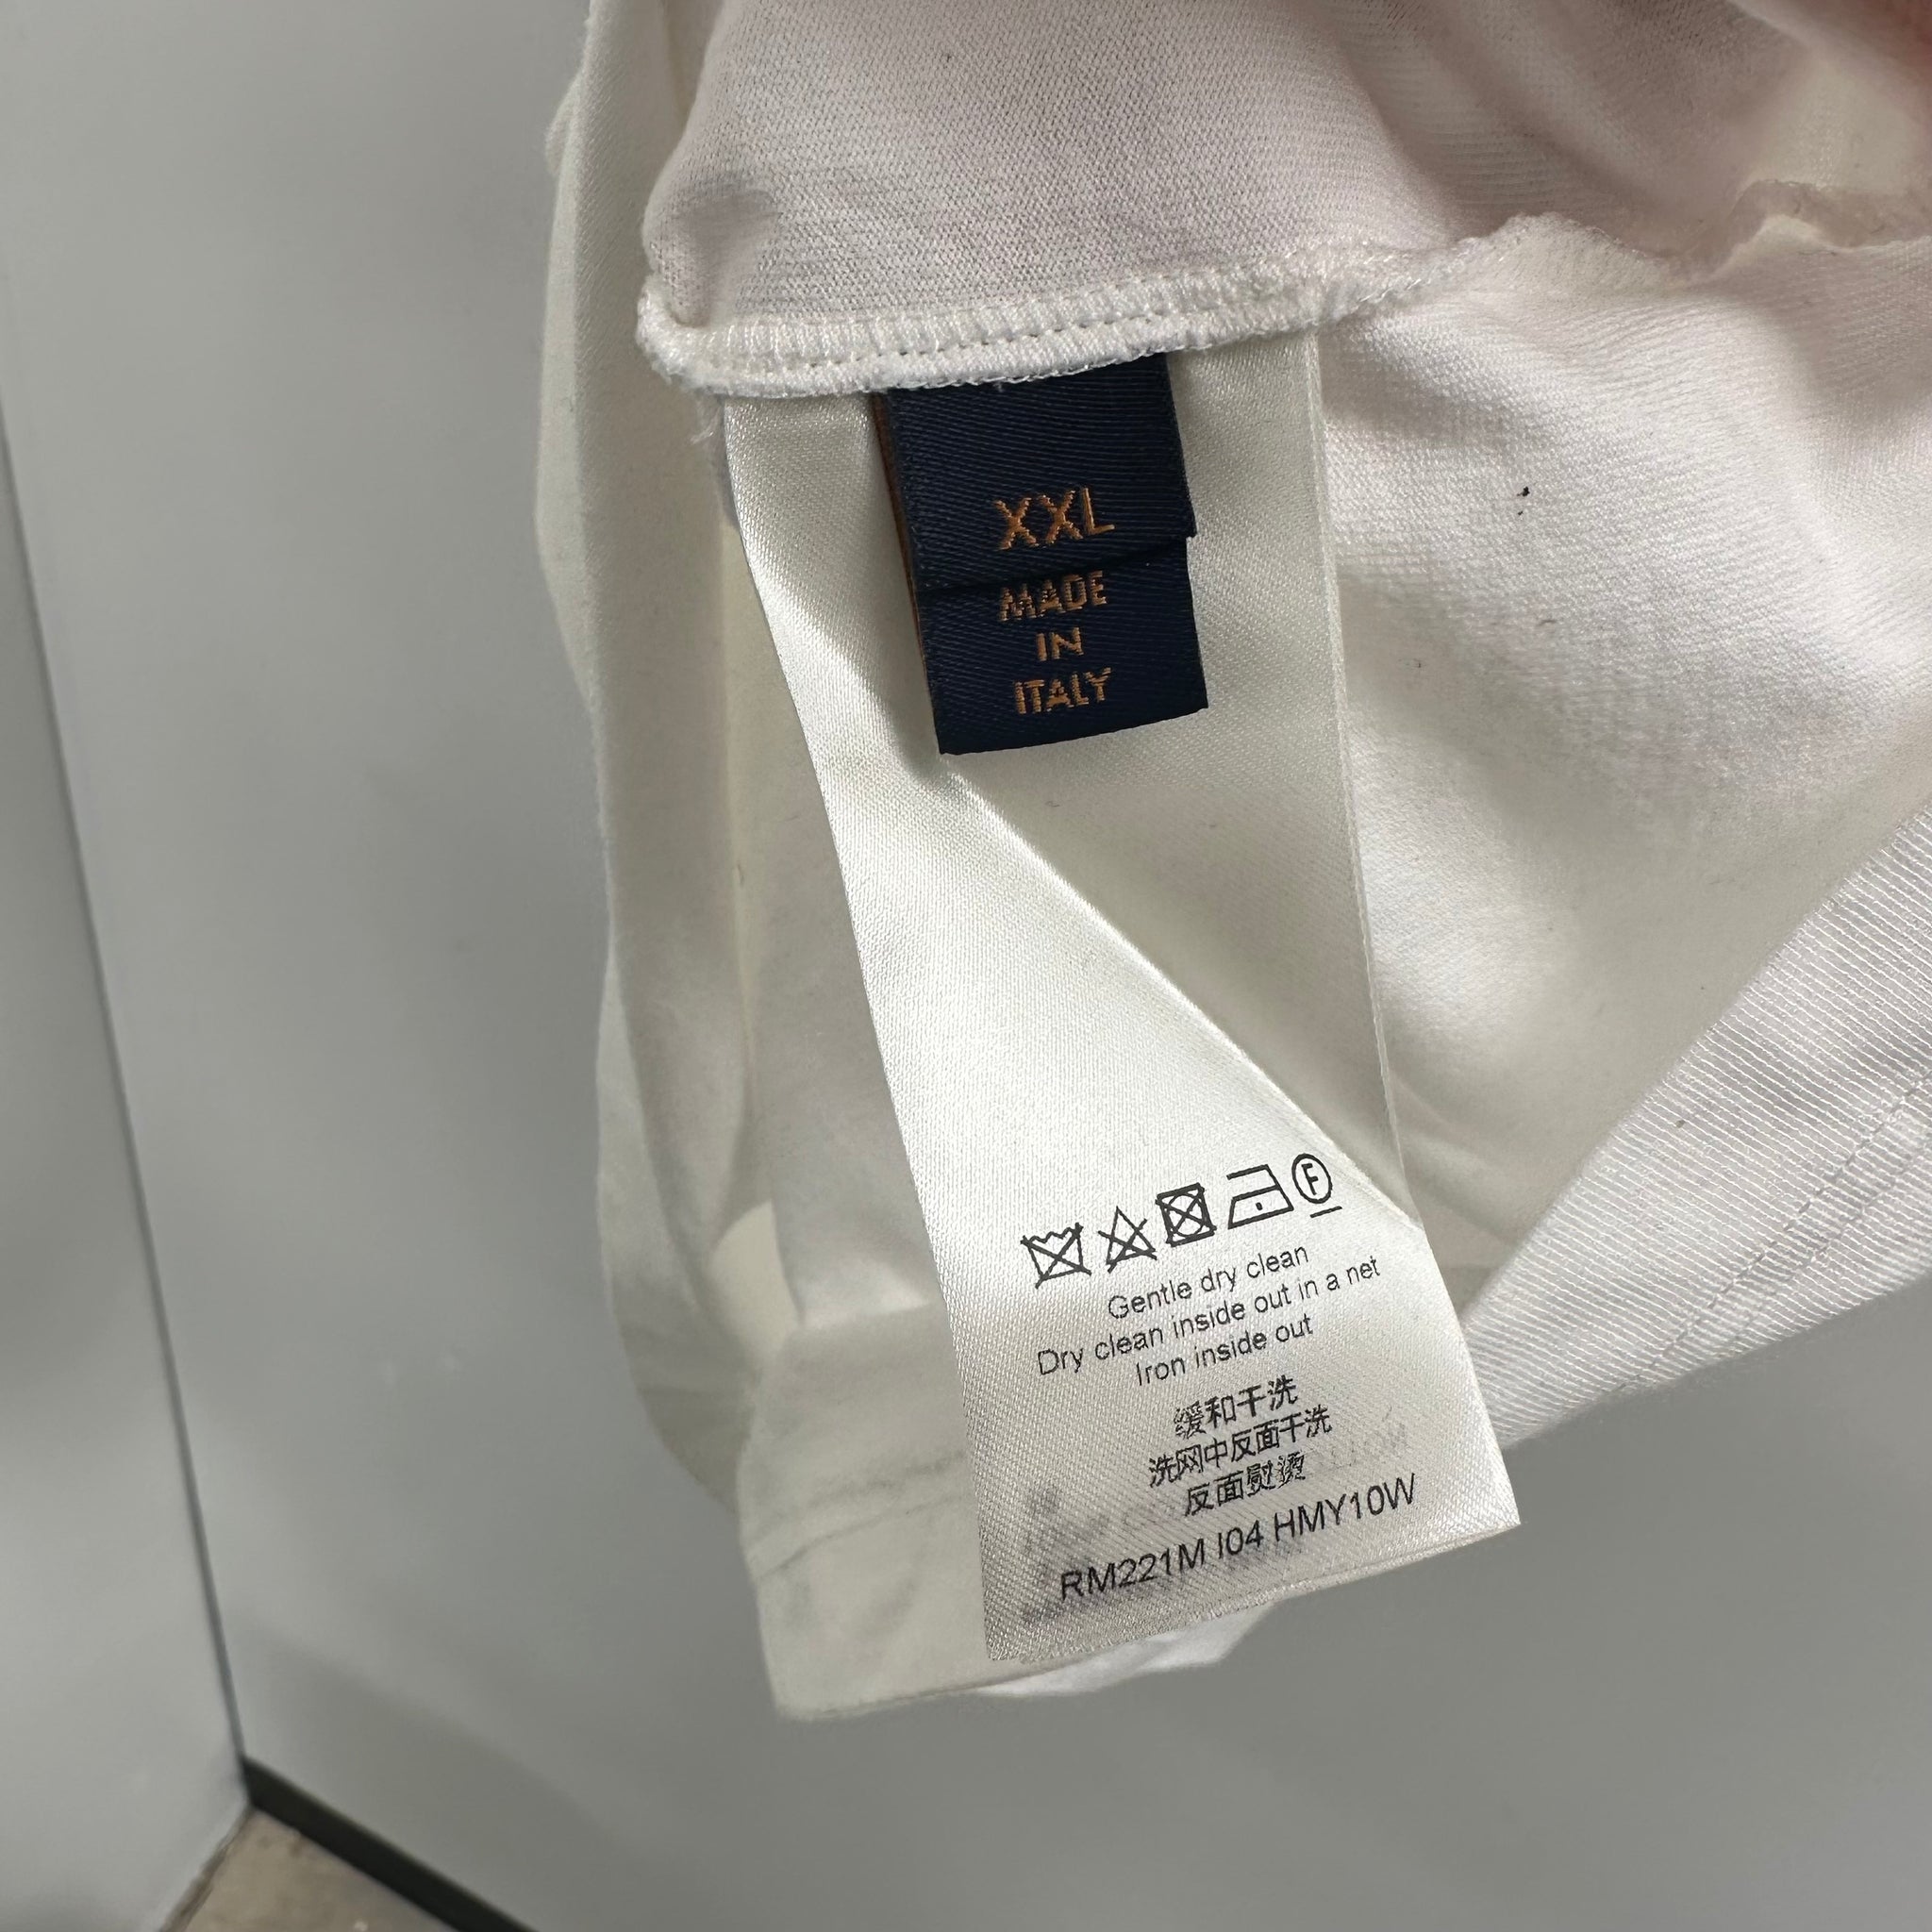 XXL
MADE
IN
ITALY
F
Gentle dry clean
Dry clean inside out in a net
Iron inside out
缓和干洗
洗网中反面干洗
反面熨烫
RM221M I04 HMY10W